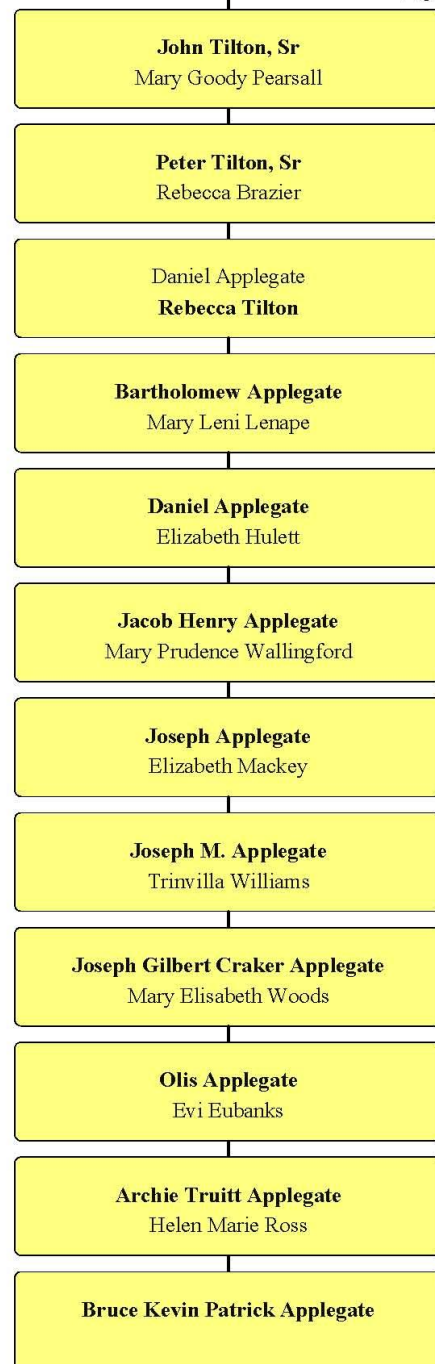 John Tilton, Sr
Mary Goody Pearsall
Peter Tilton, Sr
Rebecca Brazier
Daniel Applegate
Rebecca Tilton
Bartholomew Applegate
Mary Leni Lenape
Daniel Applegate
Elizabeth Hulett
Jacob Henry Applegate
Mary Prudence Wallingford
Joseph Applegate
Elizabeth Mackey
Joseph M. Applegate
Trinvilla Williams
Joseph Gilbert Craker Applegate
Mary Elisabeth Woods
Olis Applegate
Evi Eubanks
Archie Truitt Applegate
Helen Marie Ross
Bruce Kevin Patrick Applegate